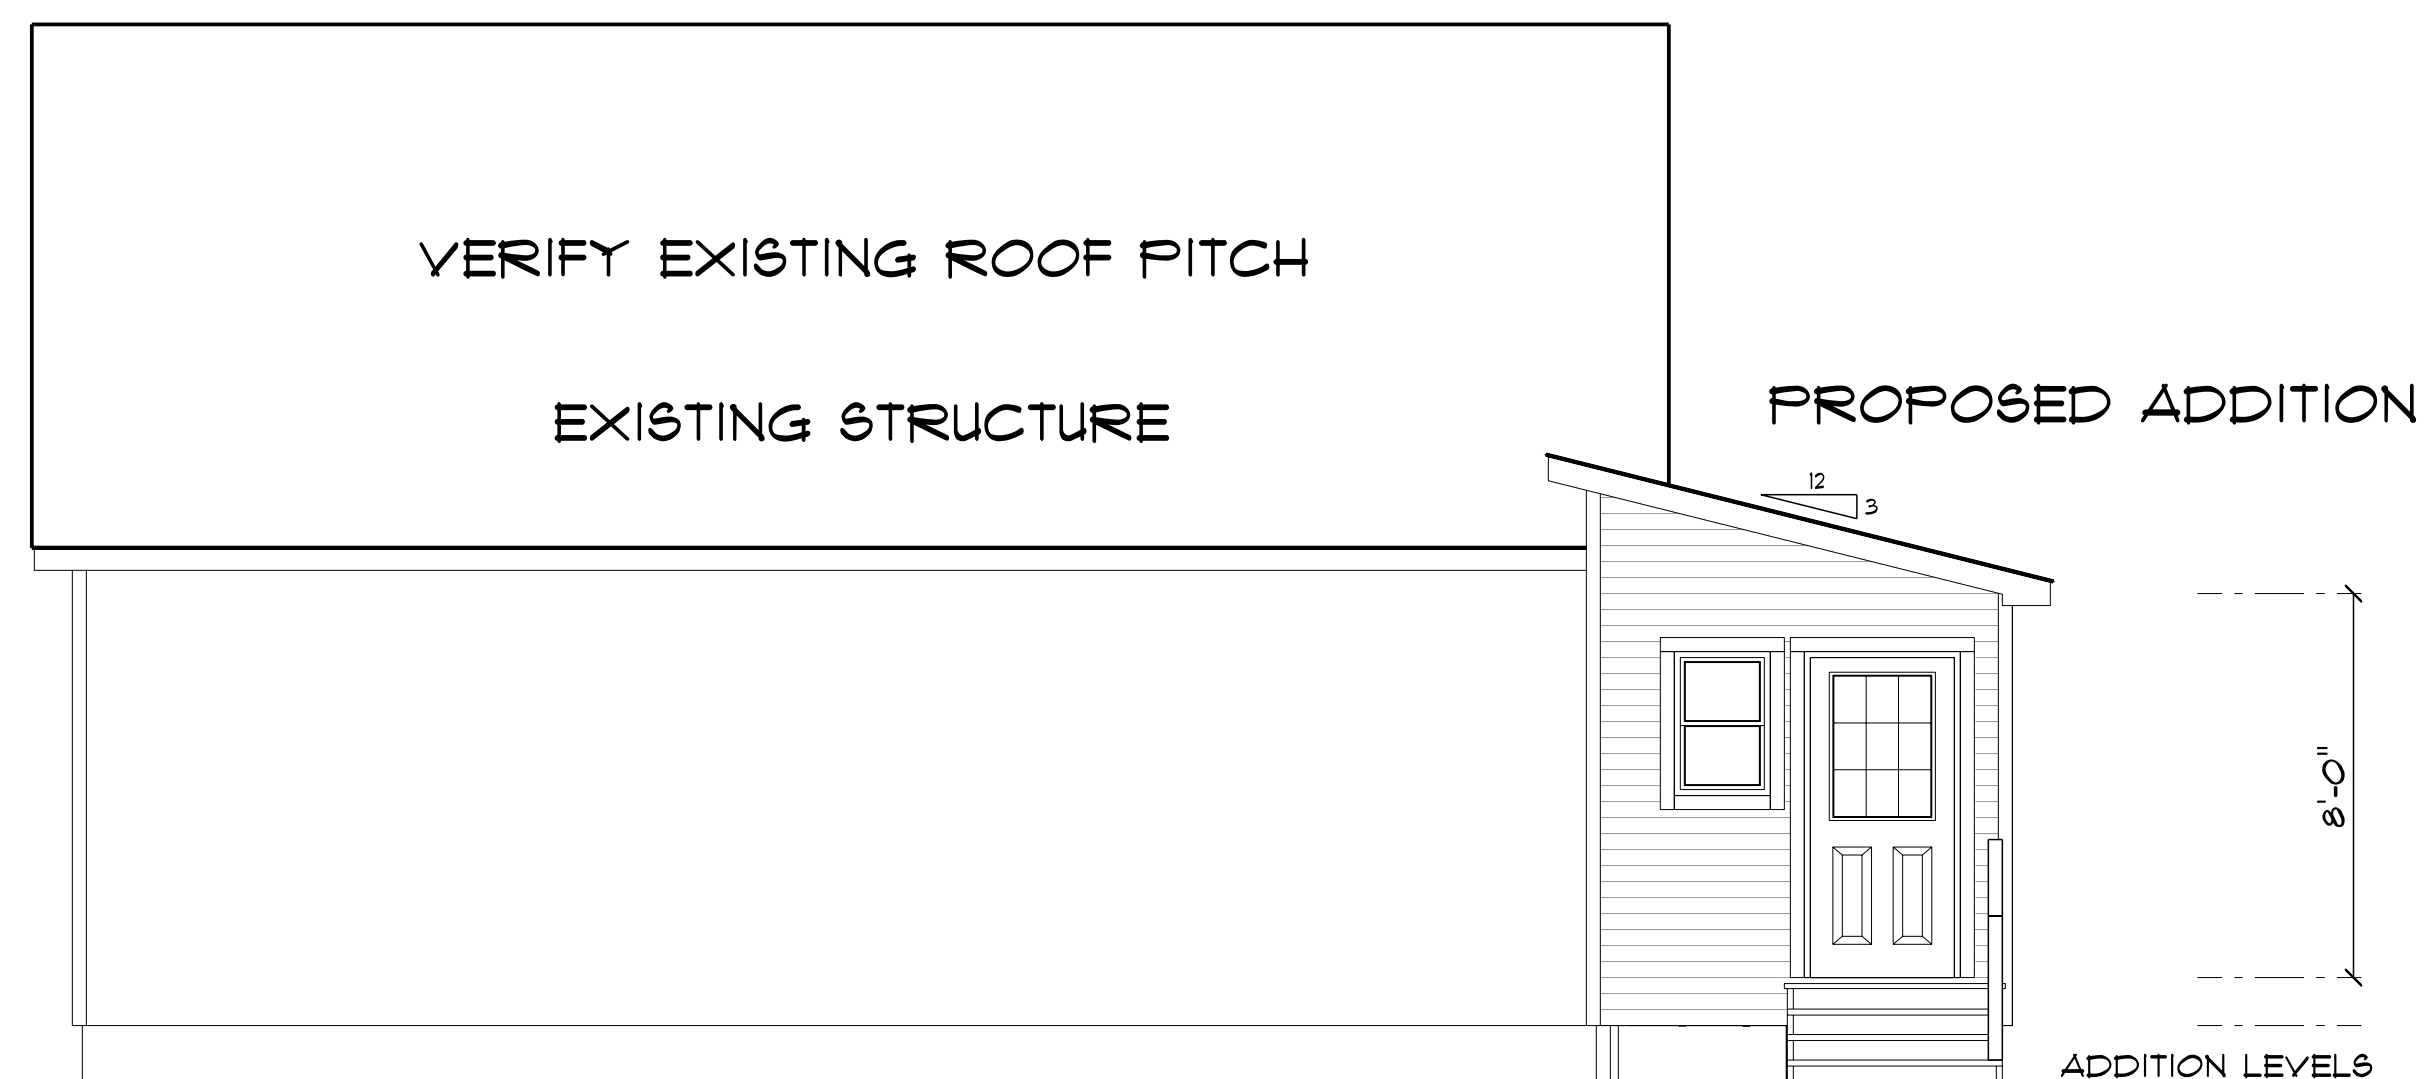 VERIFY EXISTING ROOF PITCH
EXISTING STRUCTURE
PROPOSED ADDITION
12
3
8'-0"
ADDITION LEVELS